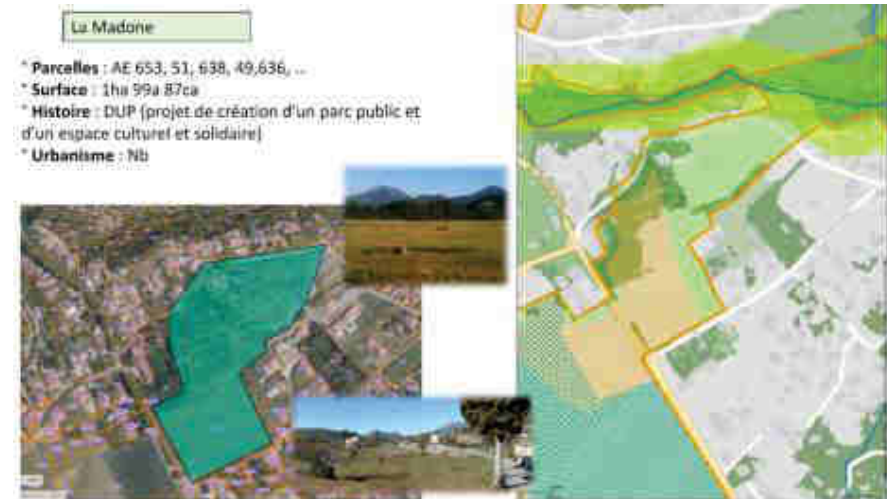 La Madone
* Parcelles : AE 653, 51, 638, 49,636, ...
* Surface : 1ha 99a 87ca
* Histoire : DUP (projet de création d'un parc public et
d'un espace culturel et solidaire)
* Urbanisme : Nb